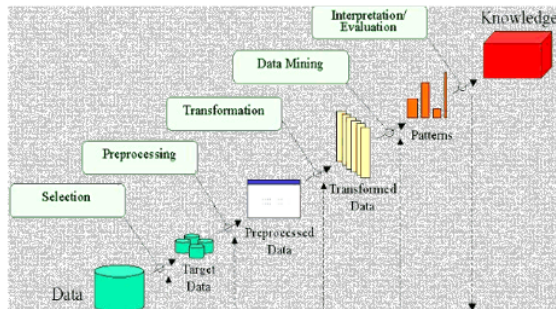 Interpretation/
Evaluation
Knowledge
Data Mining
Transformation
Patterns
Preprocessing
Transformed
Data
Selection
Preprocessed
Data
Target
Data
Data